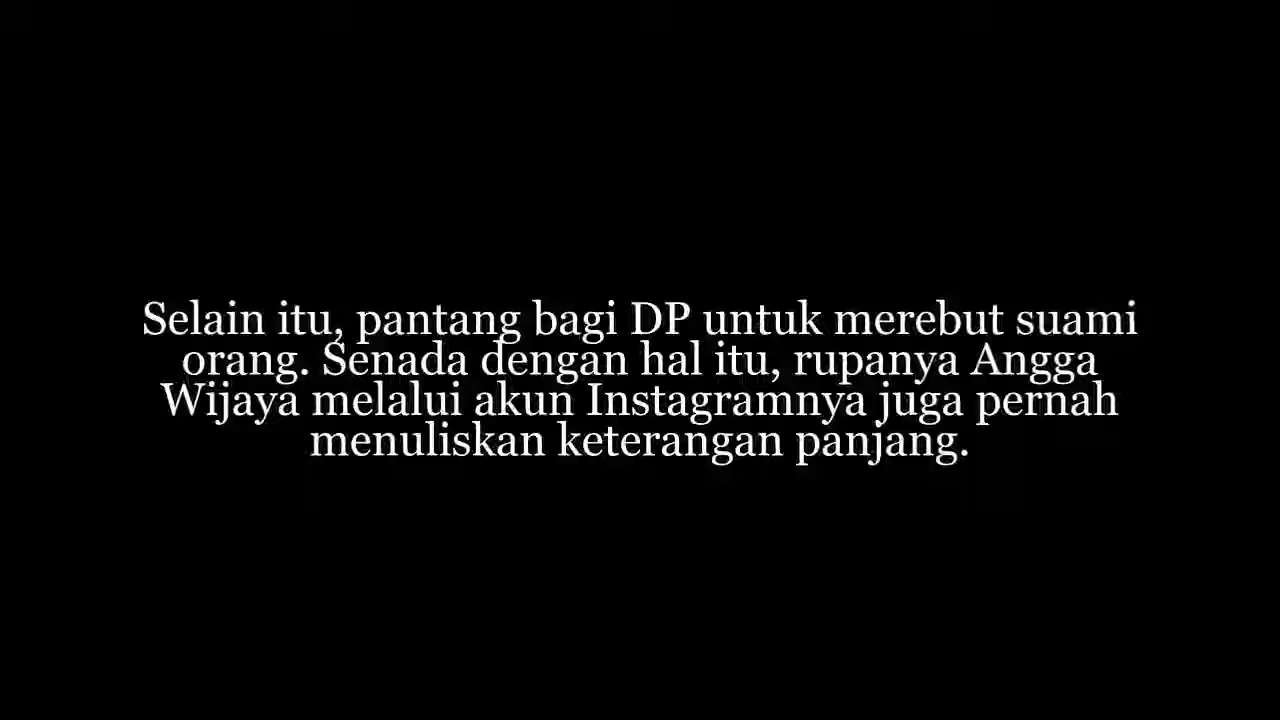 Selain itu, pantang bagi DP untuk merebut suami
orang. Senada dengan hal itu, rupanya Angga
Wijaya melalui akun Instagramnya juga pernah
menuliskan keterangan panjang.